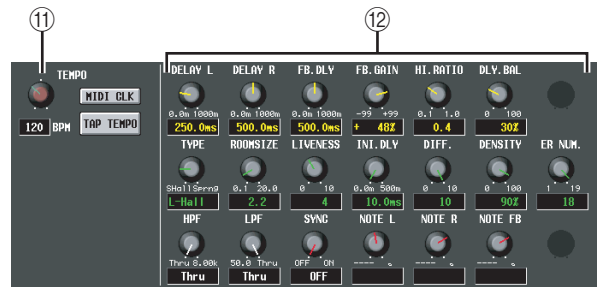 ⑪ ⑫
TEMPO
MIDI CLK
120 BPM TAP TEMPO
DELAY L DELAY R FB.DLY FB.GAIN HI.RATIO DLY.BAL
0.0m 1000m 0.0m 1000m 0.0m 1000m -99 +99 0.1 1.0 0 100
250.0ms 500.0ms 500.0ms + 48% 0.4 30%
TYPE ROOMSIZE LIVENESS INI.DLY DIFF. DENSITY ER NUM.
SHallSprng 0.1 20.0 0 10 0.0m 500m 0 10 0 100 1 19
L-Hall 2.2 4 10.0ms 10 90% 18
HPF LPF SYNC NOTE L NOTE R NOTE FB
Thru 8.00k 50.0 Thru OFF ON ---- ---- ----
Thru Thru OFF